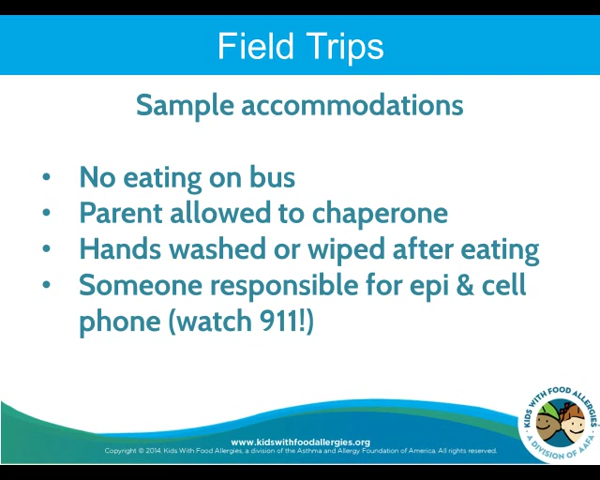 Field Trips
Sample accommodations
• No eating on bus
• Parent allowed to chaperone
• Hands washed or wiped after eating
• Someone responsible for epi & cell
phone (watch 911!)
KIDS WITH FOOD ALLERGIES
• A DIVISION OF AAFA •
www.kidswithfoodallergies.org
Copyright © 2014. Kids With Food Allergies, a division of the Asthma and Allergy Foundation of America. All rights reserved.